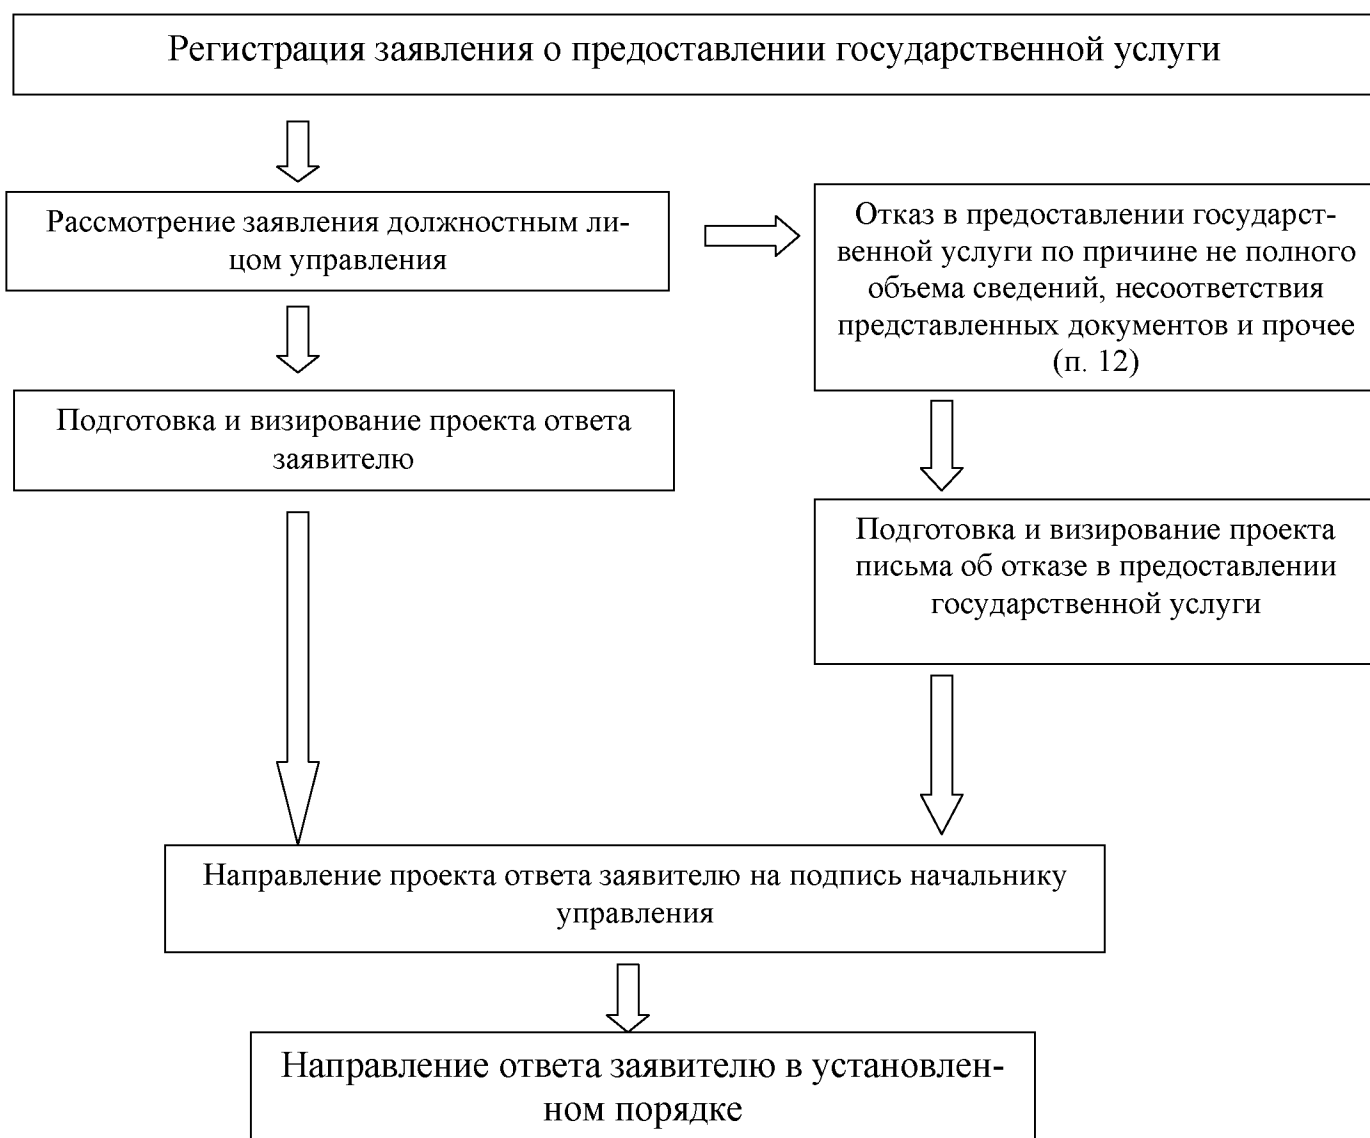 Регистрация заявления о предоставлении государственной услуги
Рассмотрение заявления должностным ли-
цом управления
Отказ в предоставлении государст-
венной услуги по причине не полного
объема сведений, несоответствия
представленных документов и прочее
(п. 12)
Подготовка и визирование проекта ответа
заявителю
Подготовка и визирование проекта
письма об отказе в предоставлении
государственной услуги
Направление проекта ответа заявителю на подпись начальнику
управления
Направление ответа заявителю в установлен-
ном порядке